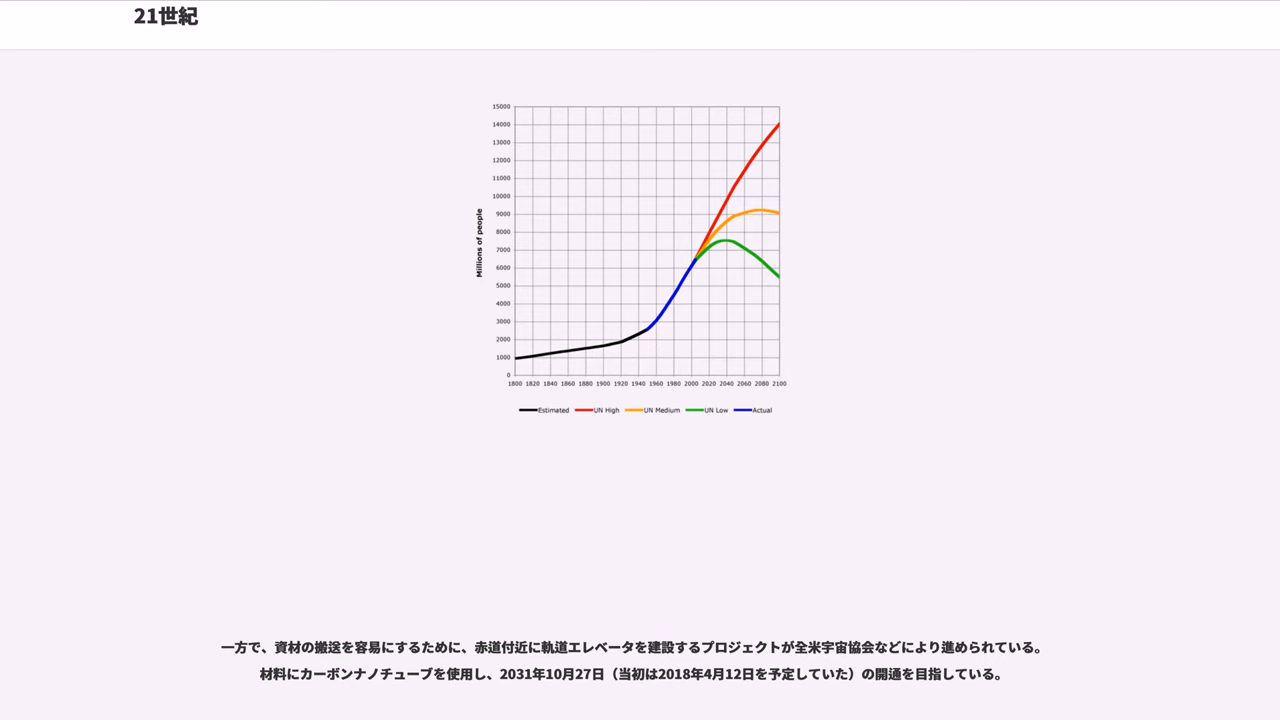 21世紀
15000
14000
13000
12000
11000
10000
9000
8000
7000
6000
5000
4000
3000
2000
1000
0
Millions of people
1800 1820 1840 1860 1880 1900 1920 1940 1960 1980 2000 2020 2040 2060 2080 2100
Estimated UN High UN Medium UN Low Actual
一方で、資材の搬送を容易にするために、赤道付近に軌道エレベータを建設するプロジェクトが全米宇宙協会などにより進められている。
材料にカーボンナノチューブを使用し、2031年10月27日（当初は2018年4月12日を予定していた）の開通を目指している。